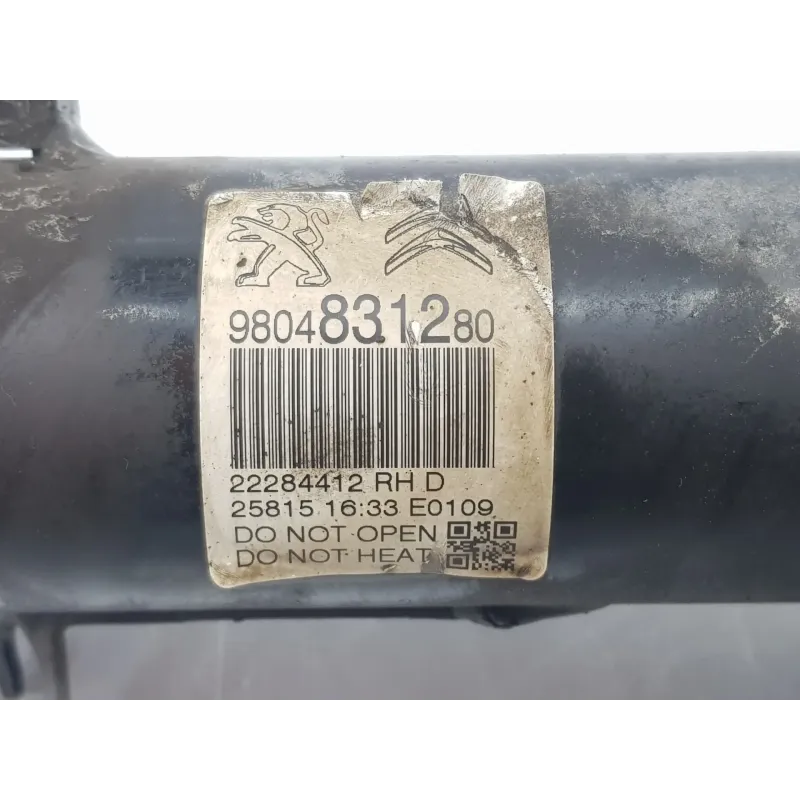 9804831280
22284412 RH D
25815 16:33 E0109
DO NOT OPEN
DO NOT HEAT